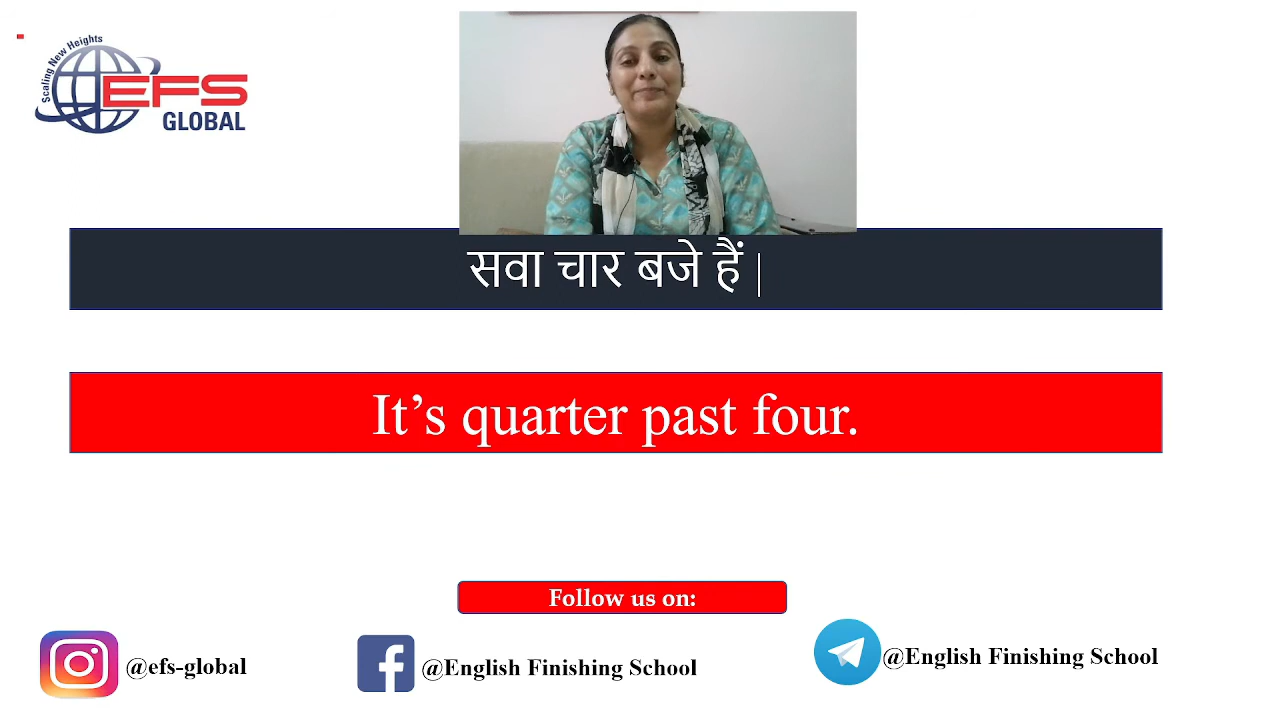 Scaling New Heights
EFS
GLOBAL
सवा चार बजे हैं |
It’s quarter past four.
Follow us on:
@efs-global
@English Finishing School
@English Finishing School